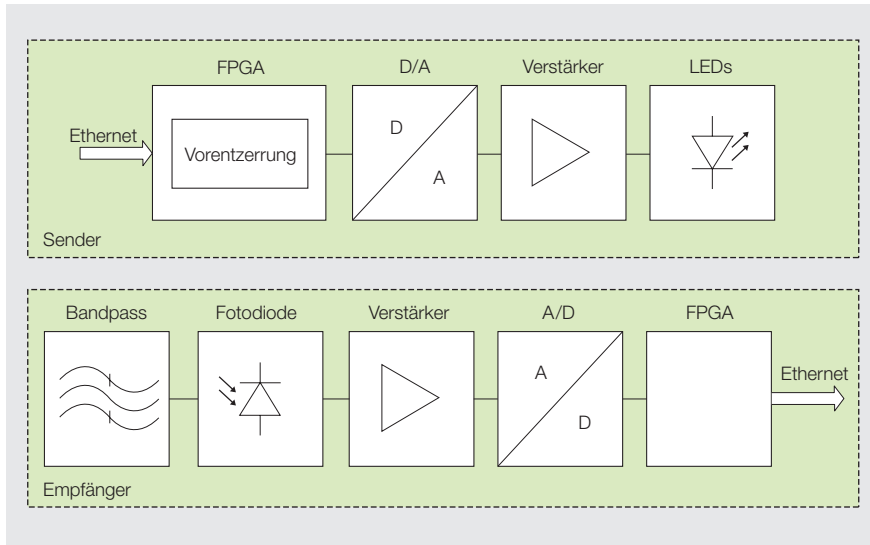 FPGA
D/A
Verstärker
LEDs
Ethernet
Vorentzerrung
D
A
Sender
Bandpass
Fotodiode
Verstärker
A/D
FPGA
Ethernet
A
D
Empfänger